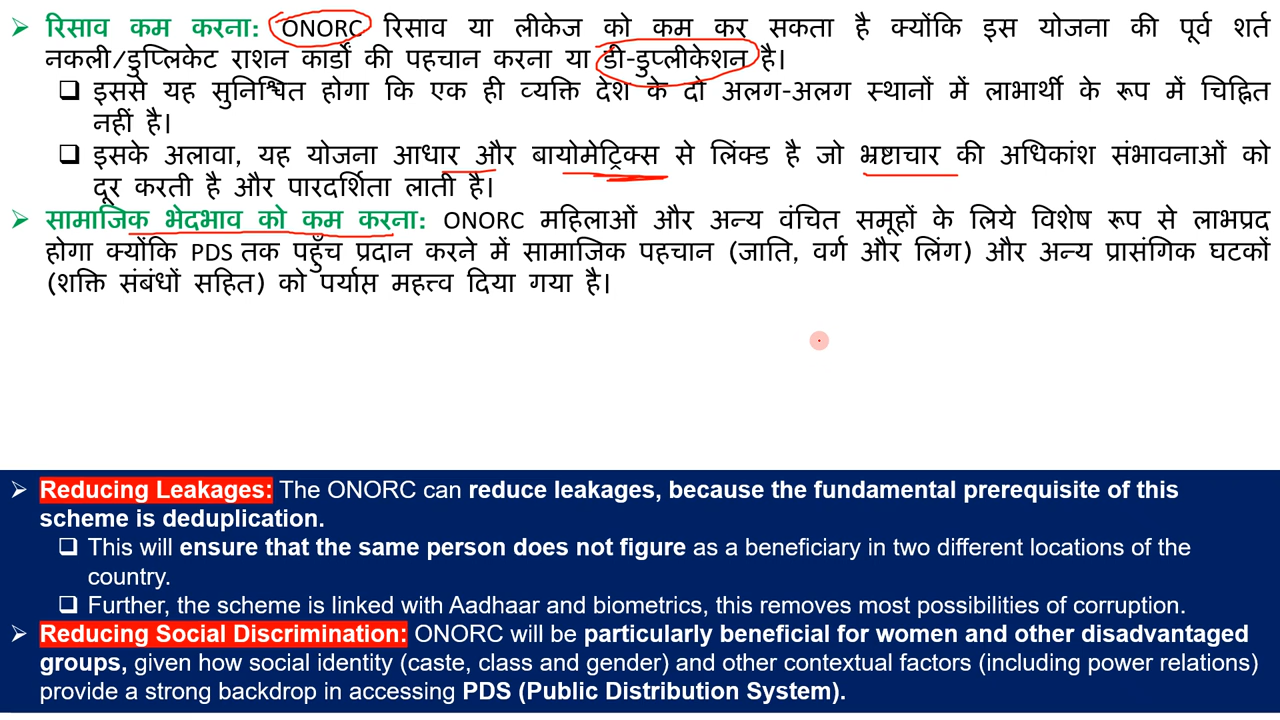 ➢ रिसाव कम करना: ONORC रिसाव या लीकेज को कम कर सकता है क्योंकि इस योजना की पूर्व शर्त
नकली/डुप्लिकेट राशन कार्डों की पहचान करना या डी-डुप्लीकेशन है।
❑ इससे यह सुनिश्चित होगा कि एक ही व्यक्ति देश के दो अलग-अलग स्थानों में लाभार्थी के रूप में चिह्नित
नहीं है।
❑ इसके अलावा, यह योजना आधार और बायोमेट्रिक्स से लिंक्ड है जो भ्रष्टाचार की अधिकांश संभावनाओं को
दूर करती है और पारदर्शिता लाती है।
➢ सामाजिक भेदभाव को कम करना: ONORC महिलाओं और अन्य वंचित समूहों के लिये विशेष रूप से लाभप्रद
होगा क्योंकि PDS तक पहुँच प्रदान करने में सामाजिक पहचान (जाति, वर्ग और लिंग) और अन्य प्रासंगिक घटकों
(शक्ति संबंधों सहित) को पर्याप्त महत्त्व दिया गया है।
➢ Reducing Leakages: The ONORC can reduce leakages, because the fundamental prerequisite of this
scheme is deduplication.
❑ This will ensure that the same person does not figure as a beneficiary in two different locations of the
country.
❑ Further, the scheme is linked with Aadhaar and biometrics, this removes most possibilities of corruption.
➢ Reducing Social Discrimination: ONORC will be particularly beneficial for women and other disadvantaged
groups, given how social identity (caste, class and gender) and other contextual factors (including power relations)
provide a strong backdrop in accessing PDS (Public Distribution System).